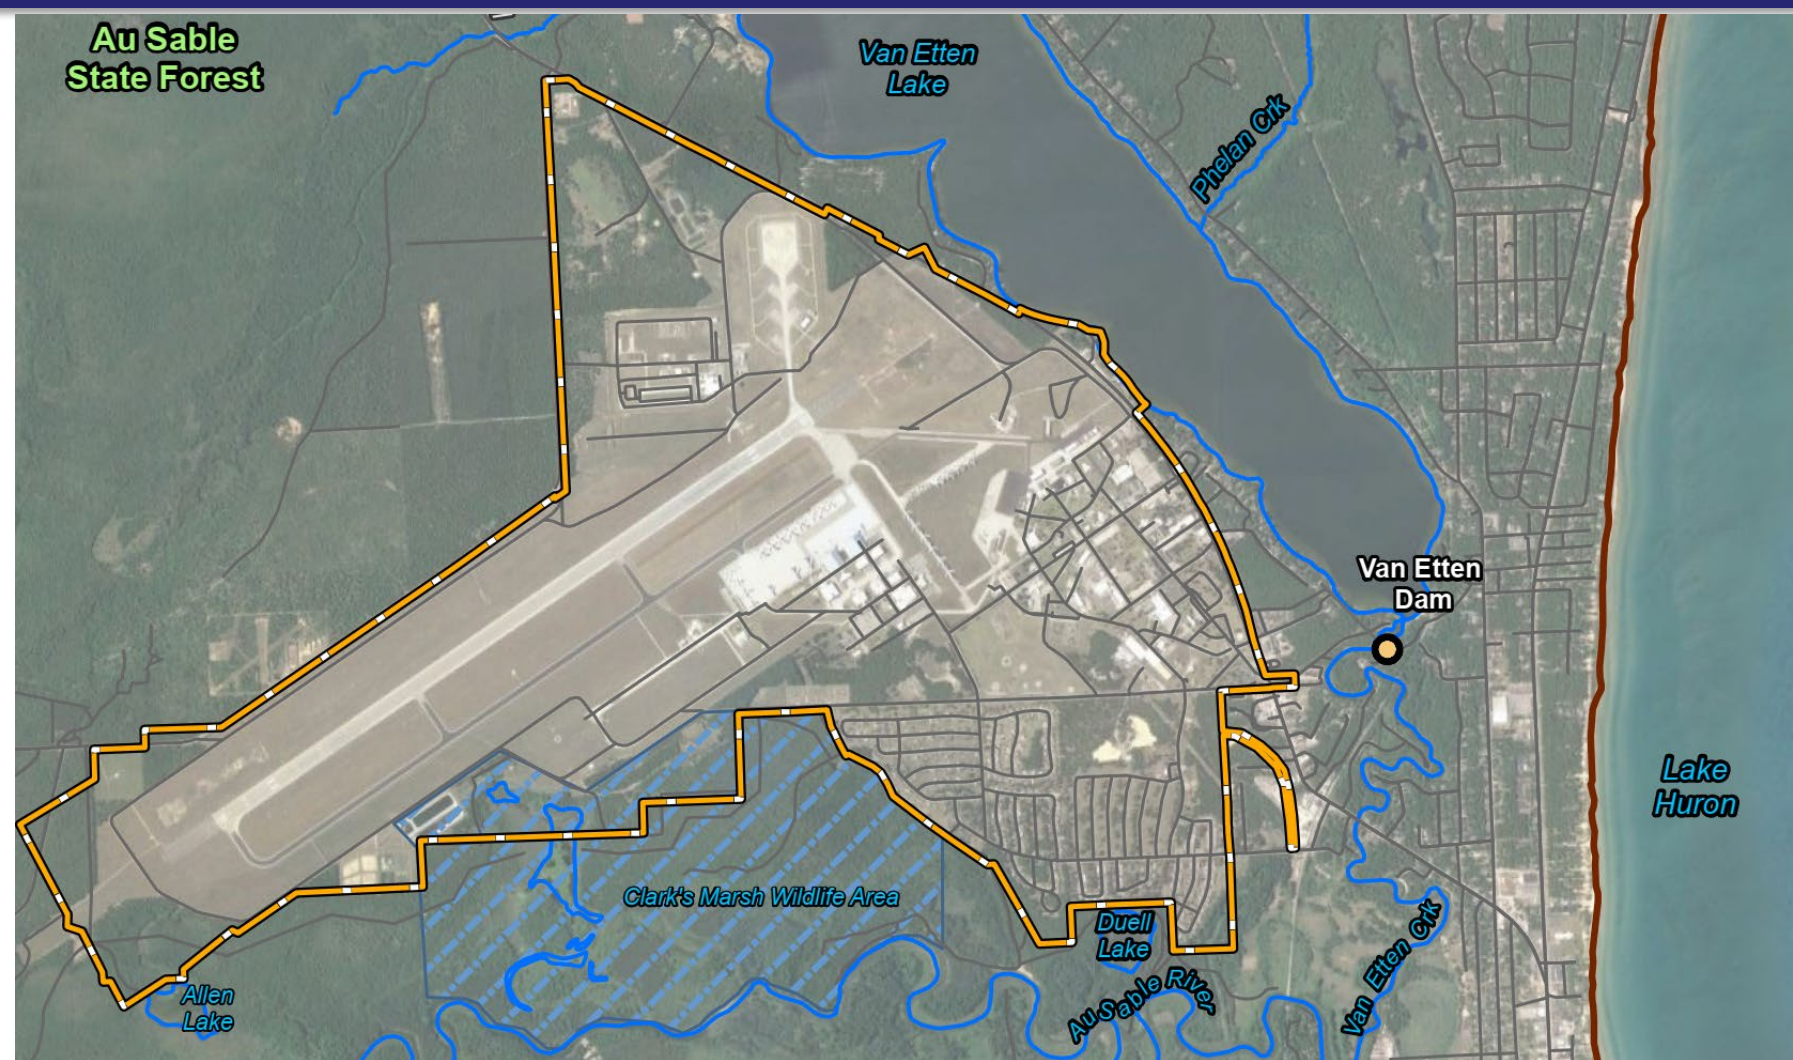 Au Sable
State Forest
Van Etten
Lake
Phelan Crk
Van Etten
Dam
Lake
Huron
Clark's Marsh Wildlife Area
Duell
Lake
Au Sable River
Van Etten Crk
Allen
Lake